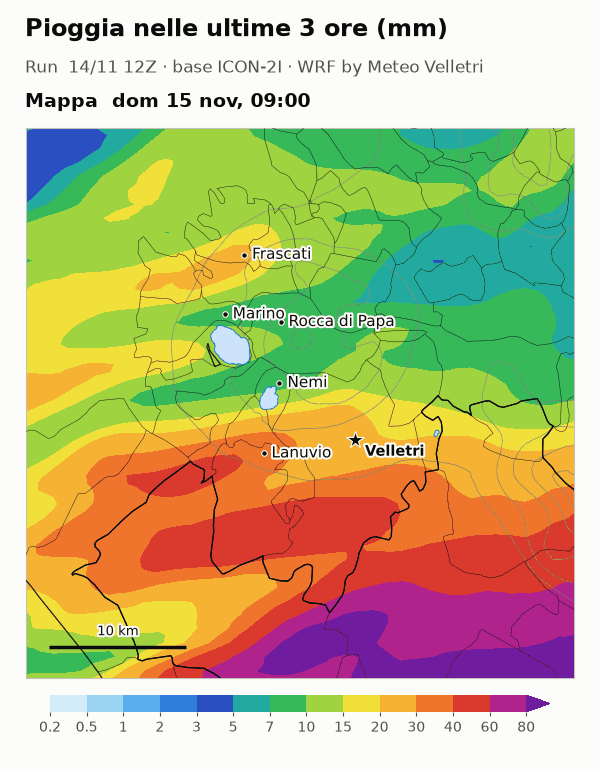 Pioggia nelle ultime 3 ore (mm)
Run  14/11 12Z · base ICON-2I · WRF by Meteo Velletri
Mappa  dom 15 nov, 09:00
Frascati
Marino
Rocca di Papa
Nemi
Velletri
Lanuvio
10 km
0.2 0.5 1 2 3 5 7 10 15 20 30 40 60 80